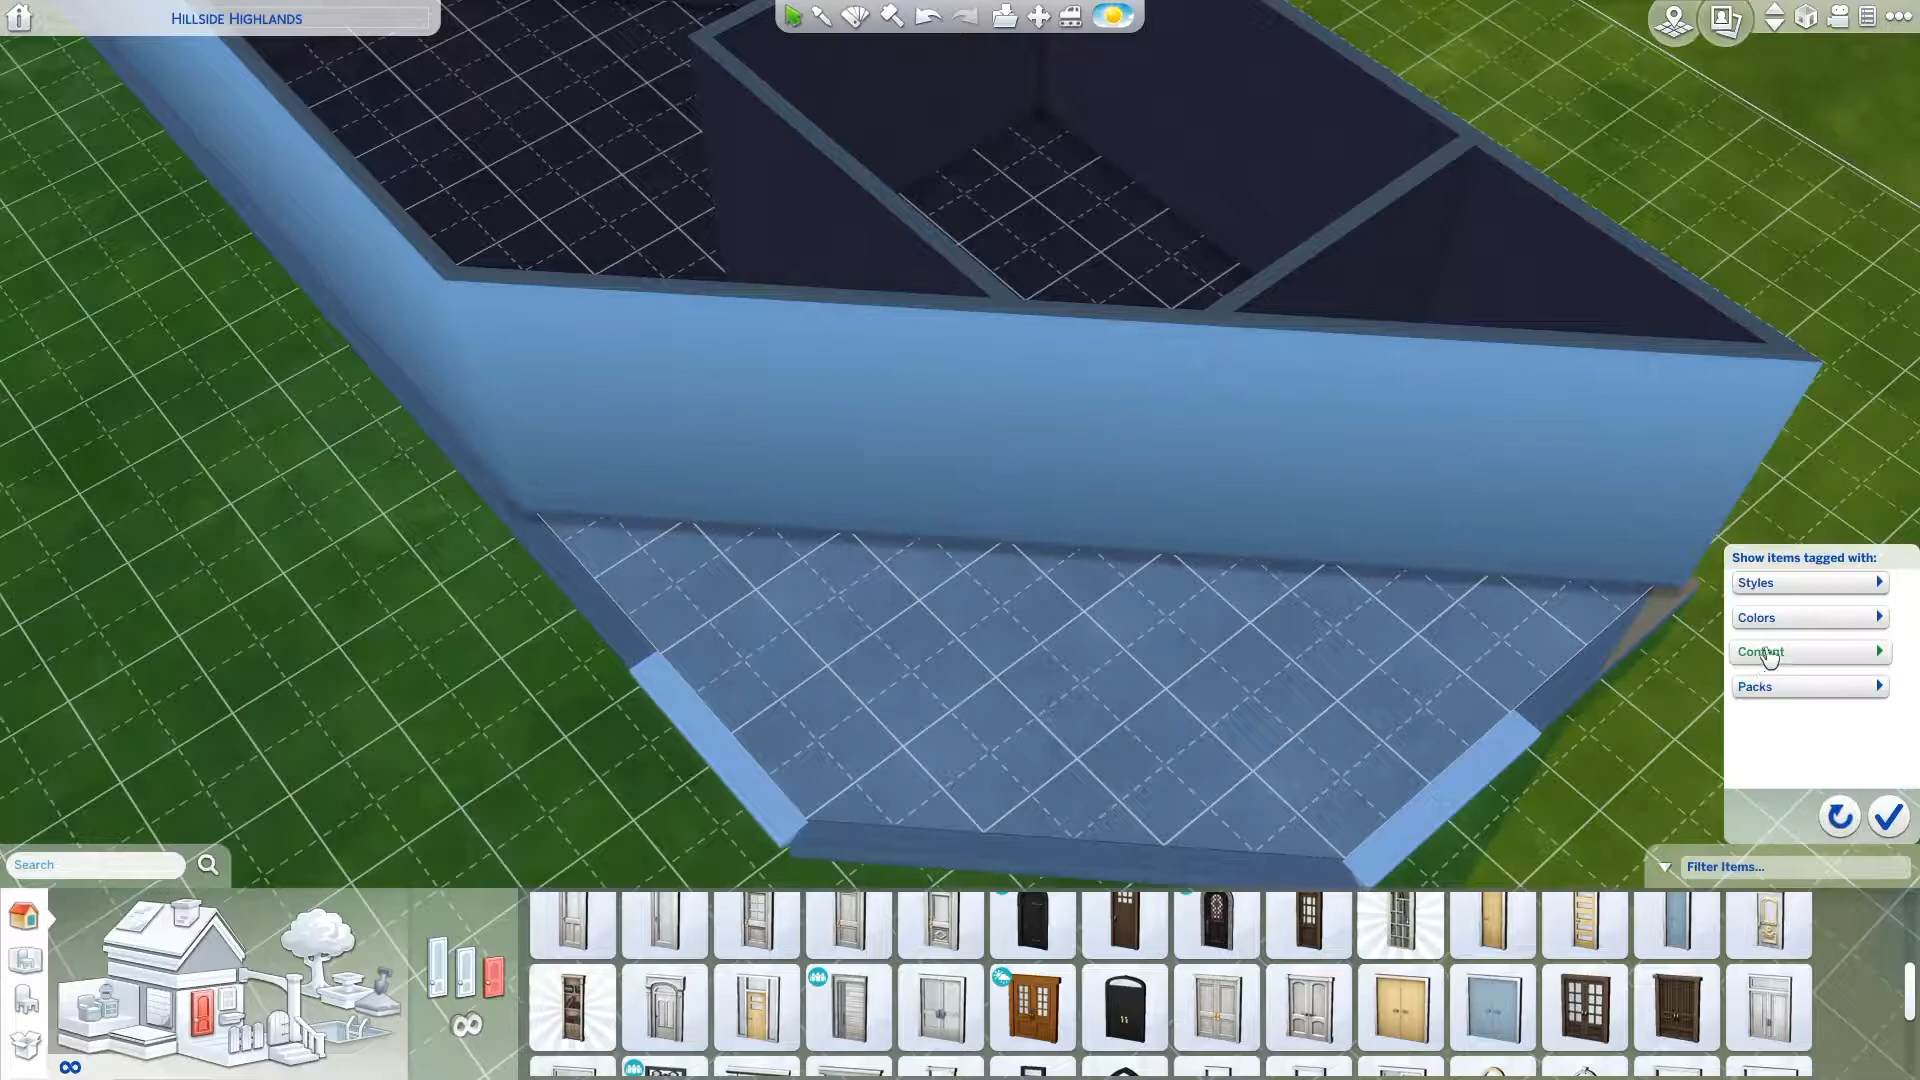 HILLSIDE HIGHLANDS
Show items tagged with:
Styles
Colors
Content
Packs
Search
Filter Items...